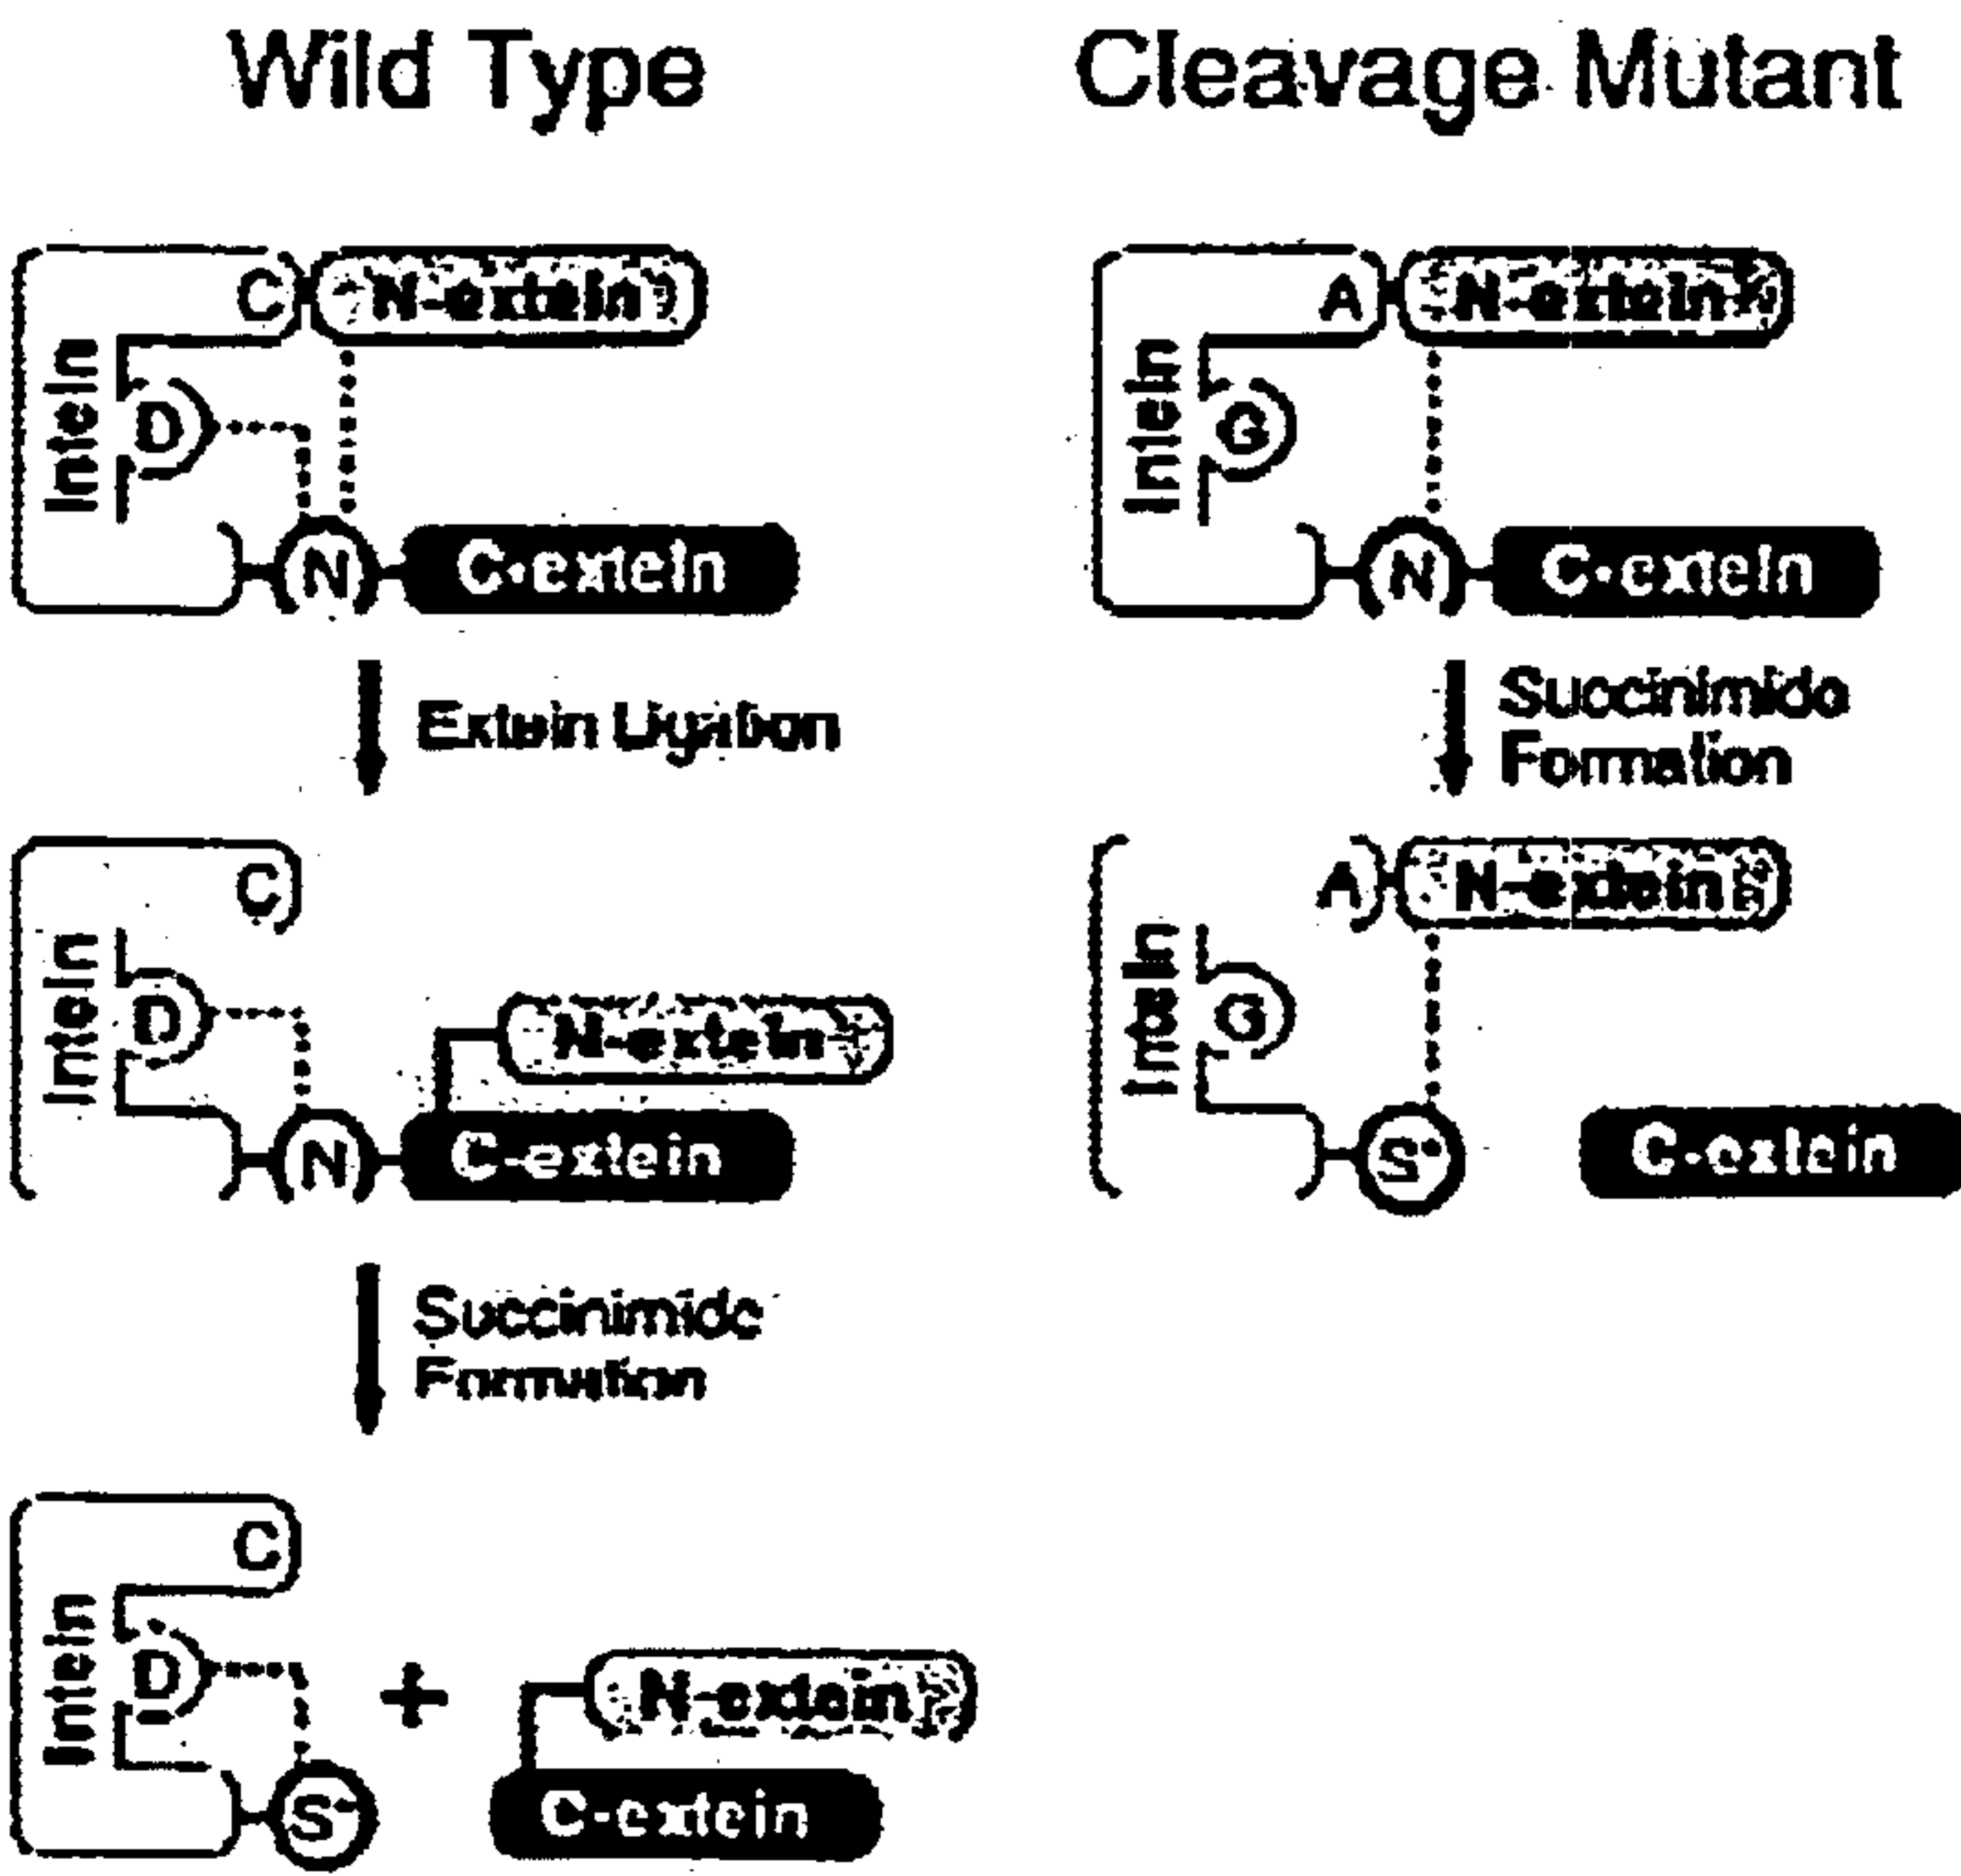 Wild Type
Cleavage Mutant
C
N-extein
Intein
D
N
C-extein
A
N-extein
Intein
G
N
C-extein
Extein Ligation
Succinimide
Formation
C
Intein
D
N-extein
N
C-extein
A
N-extein
Intein
G
S*
C-extein
Succinimide
Formation
C
Intein
D
+
N-extein
S*
C-extein